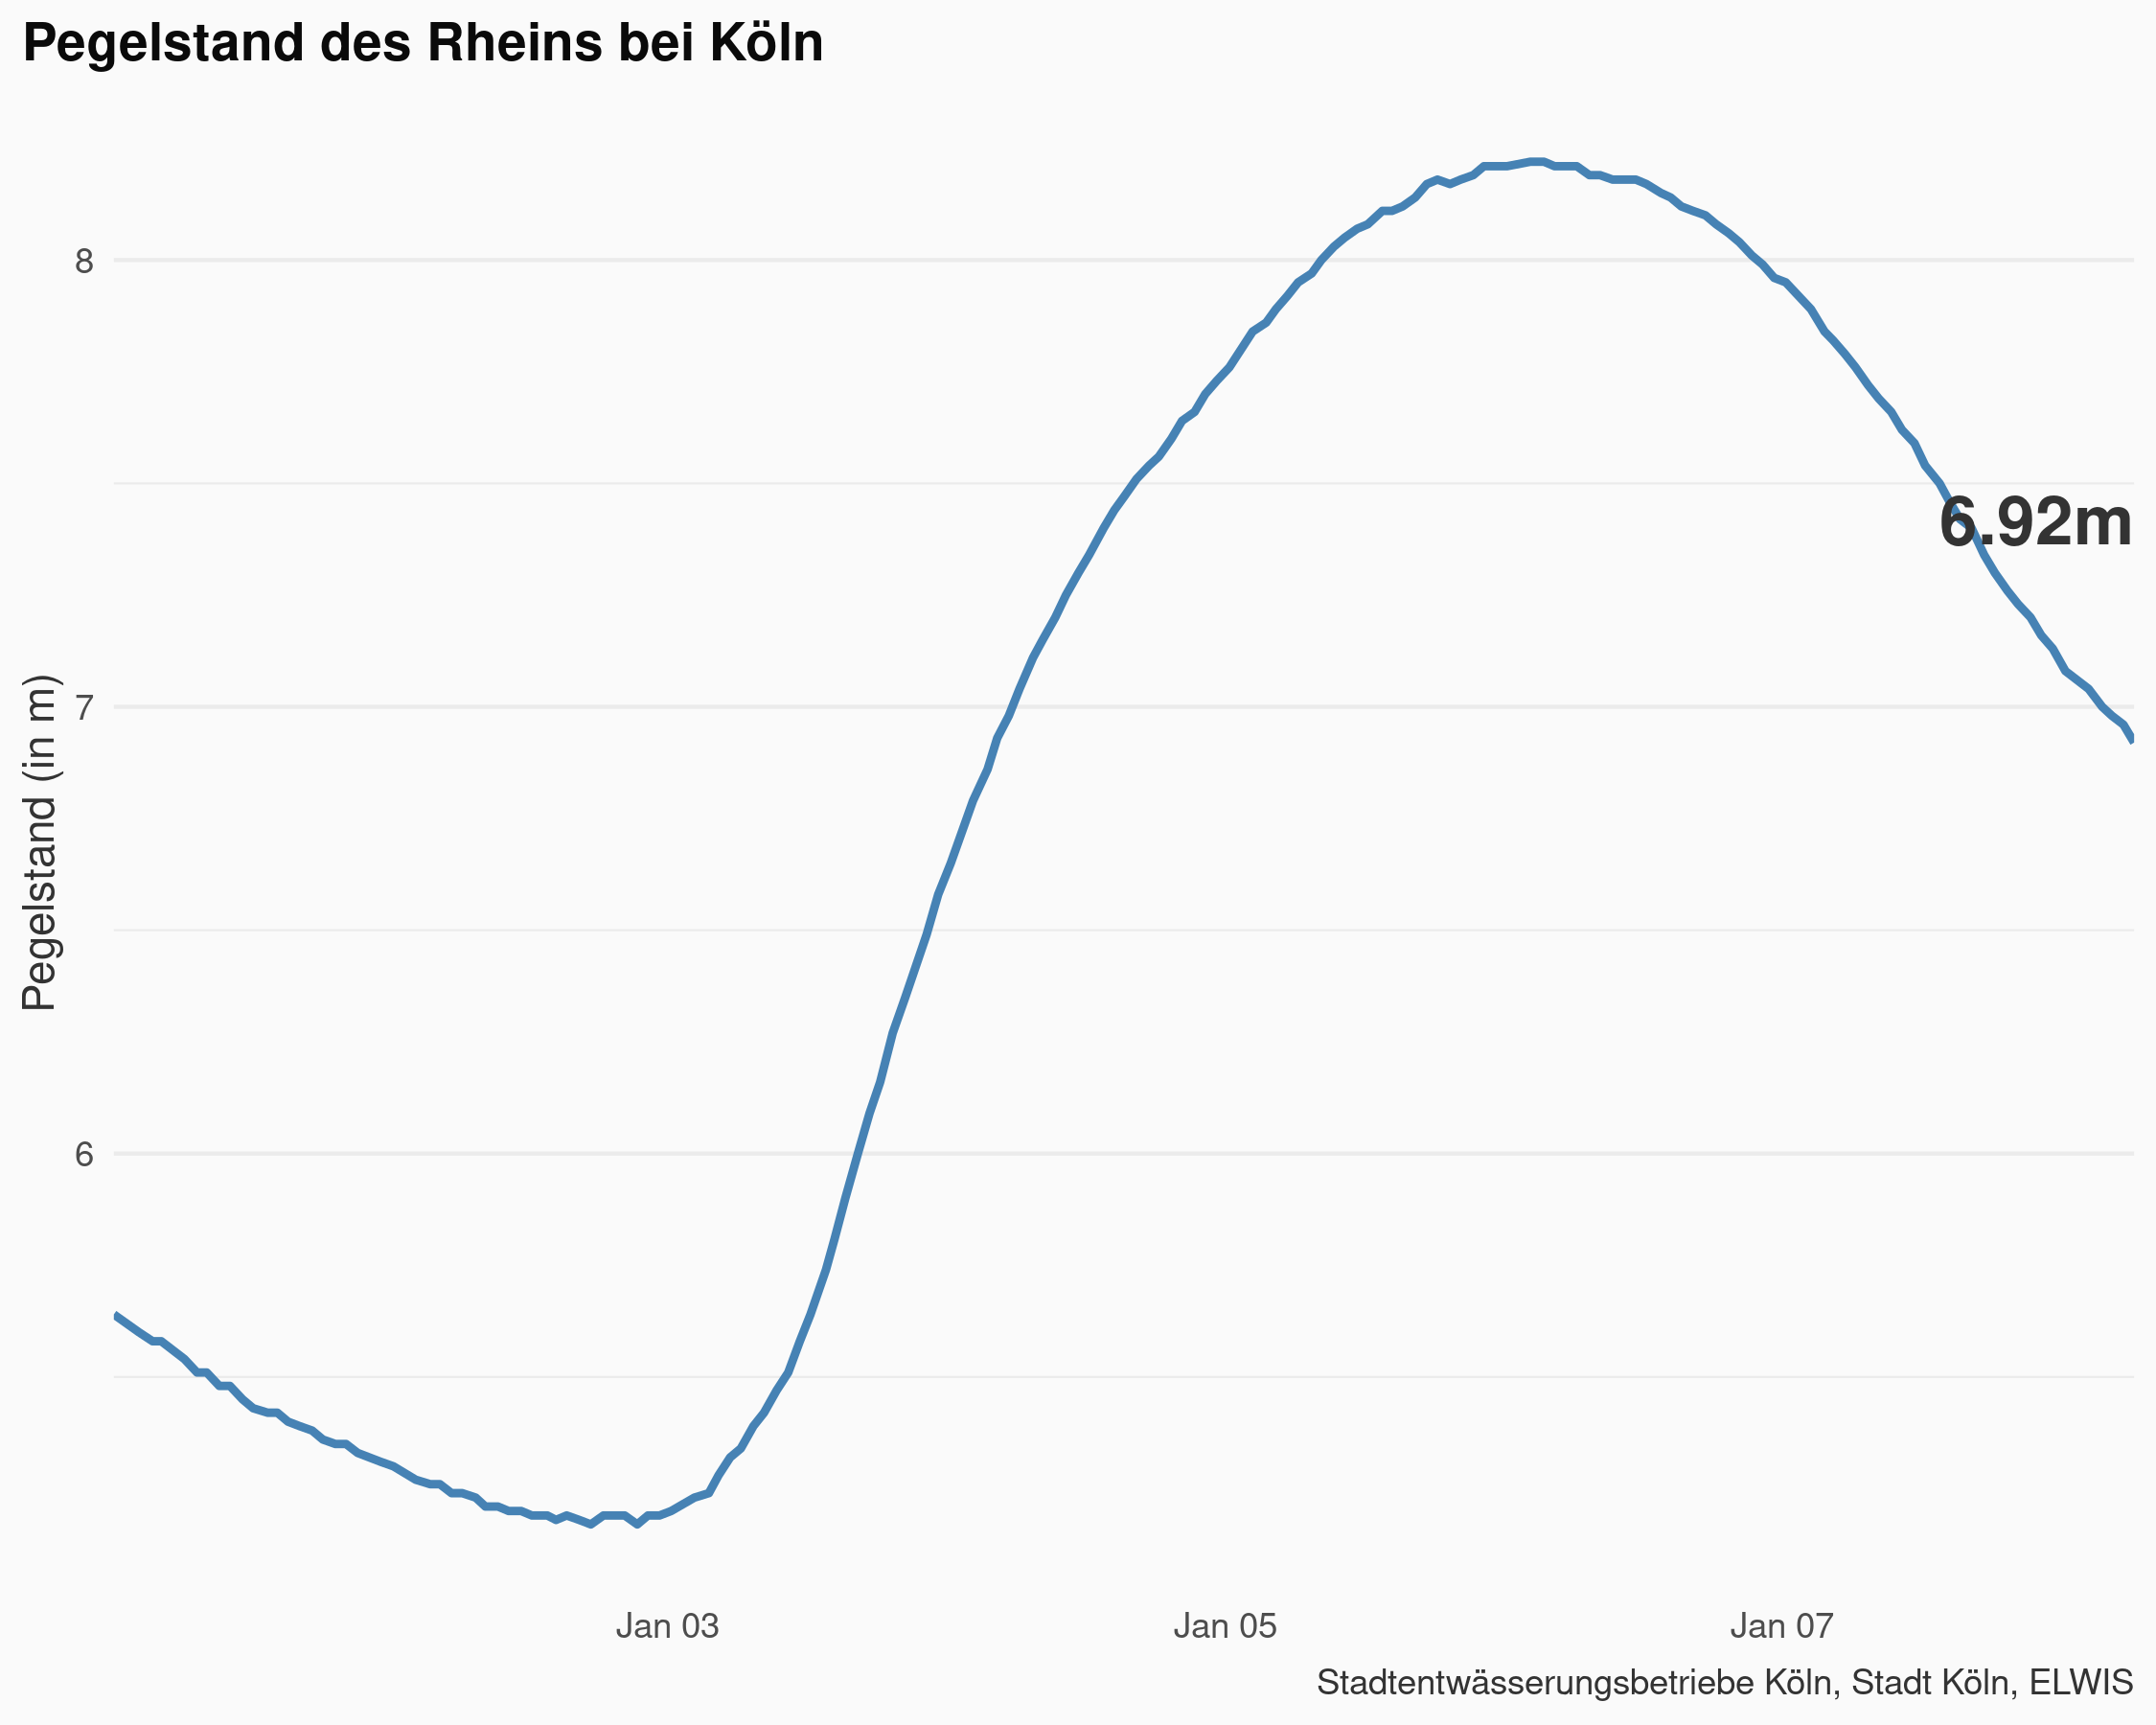 Pegelstand des Rheins bei Köln
Pegelstand (in m)
8
7
6
6.92m
Jan 03
Jan 05
Jan 07
Stadtentwässerungsbetriebe Köln, Stadt Köln, ELWIS